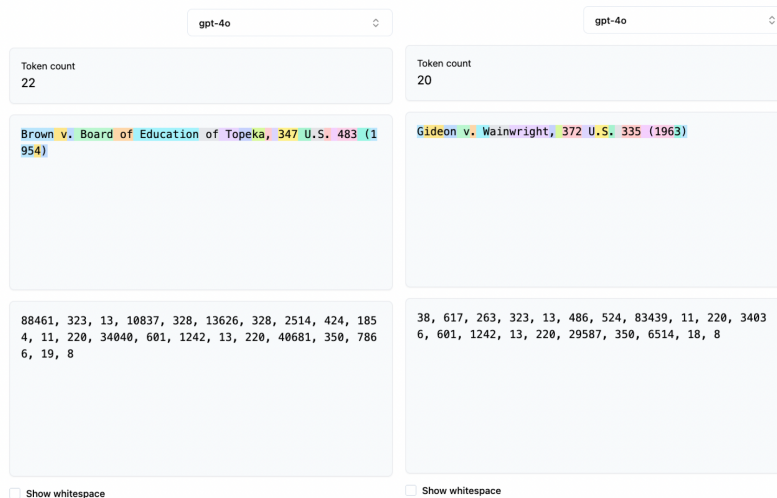 gpt-4o
Token count
22
Brown v. Board of Education of Topeka, 347 U.S. 483 (1
954)
88461, 323, 13, 10837, 328, 13626, 328, 2514, 424, 185
4, 11, 220, 34040, 601, 1242, 13, 220, 40681, 350, 786
6, 19, 8
Show whitespace
gpt-4o
Token count
20
Gideon v. Wainwright, 372 U.S. 335 (1963)
38, 617, 263, 323, 13, 486, 524, 83439, 11, 220, 3403
6, 601, 1242, 13, 220, 29587, 350, 6514, 18, 8
Show whitespace